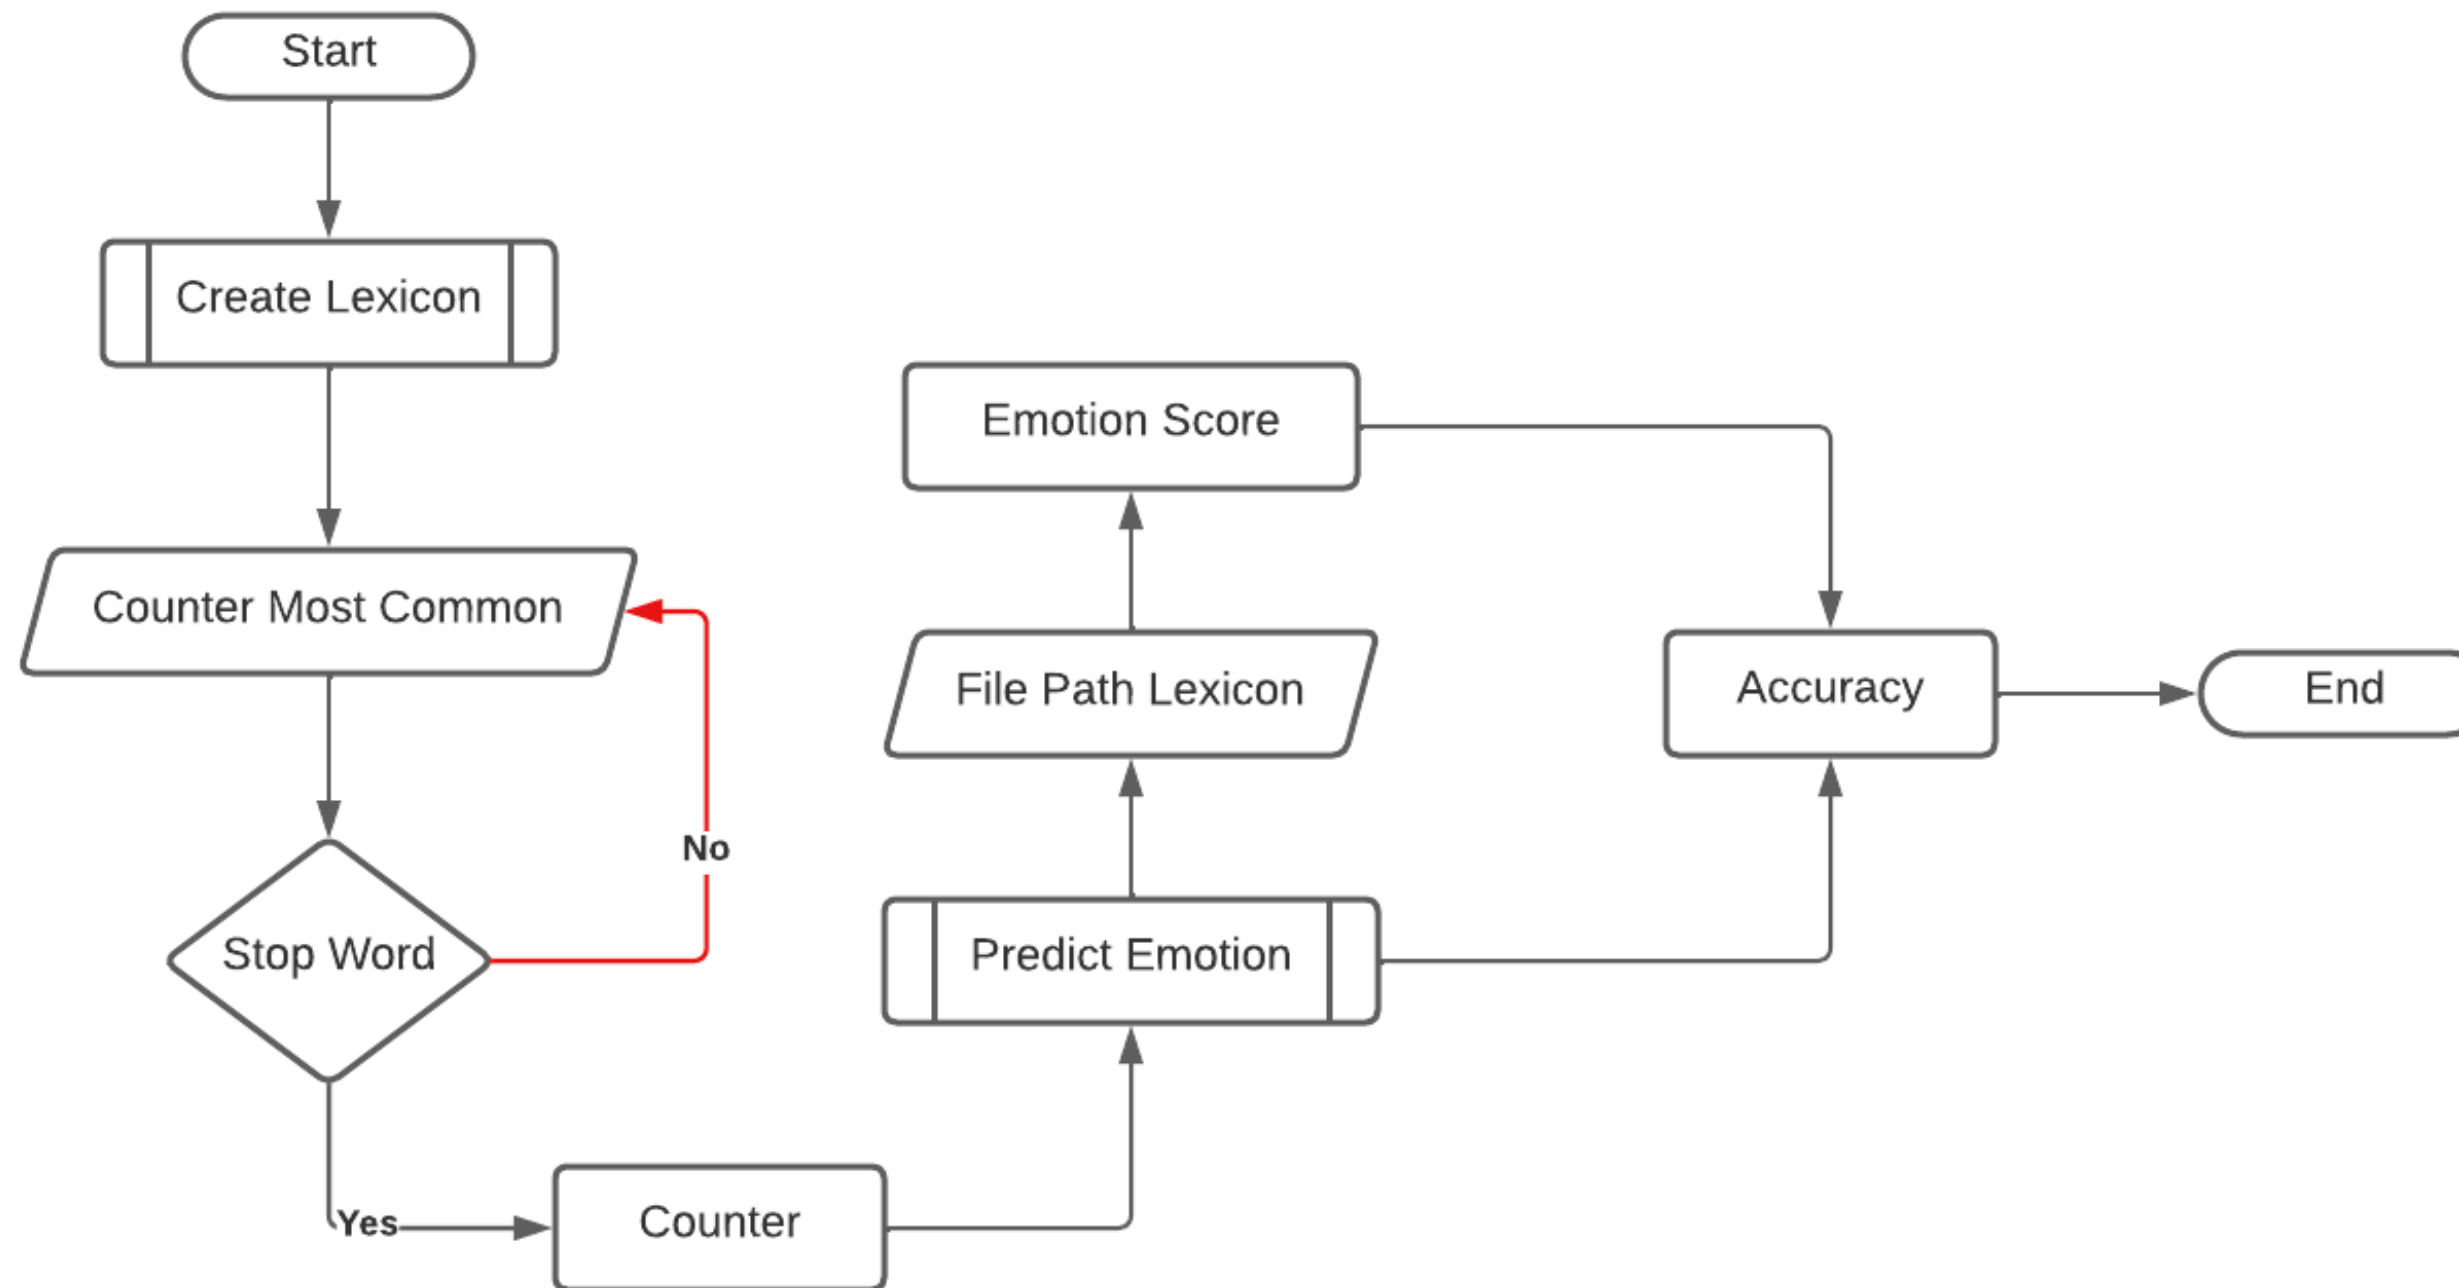 Start
Create Lexicon
Counter Most Common
No
Stop Word
Yes
Counter
Emotion Score
File Path Lexicon
Predict Emotion
Accuracy
End